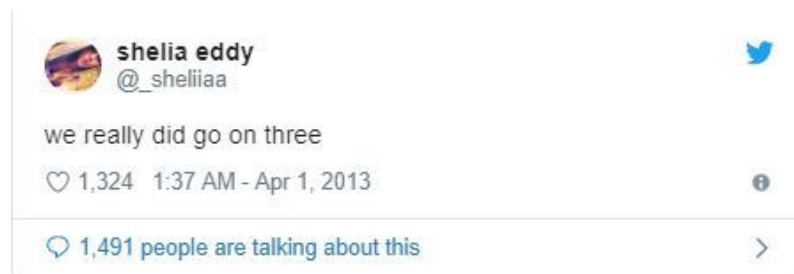 shelia eddy
@_sheliiaa
we really did go on three
1,324 1:37 AM - Apr 1, 2013
1,491 people are talking about this